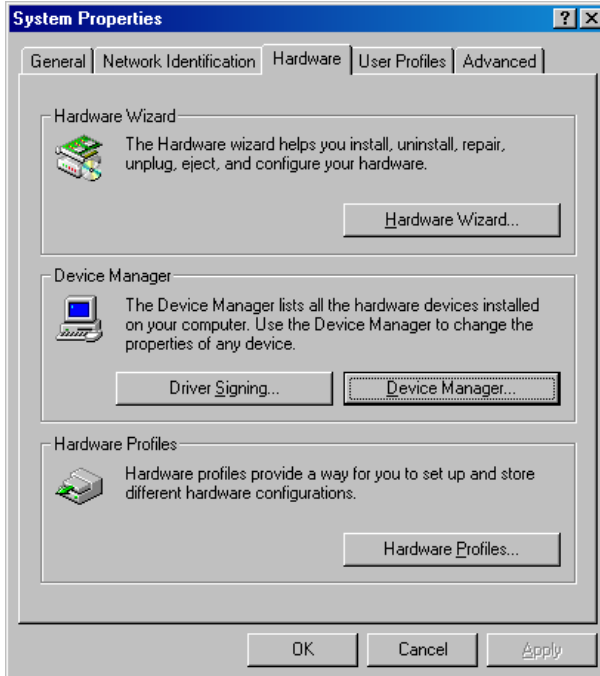 System Properties
General Network Identification Hardware User Profiles Advanced
Hardware Wizard
The Hardware wizard helps you install, uninstall, repair,
unplug, eject, and configure your hardware.
Hardware Wizard...
Device Manager
The Device Manager lists all the hardware devices installed
on your computer. Use the Device Manager to change the
properties of any device.
Driver Signing... Device Manager...
Hardware Profiles
Hardware profiles provide a way for you to set up and store
different hardware configurations.
Hardware Profiles...
OK Cancel Apply